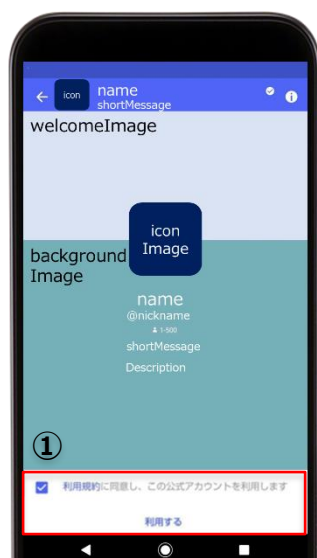 icon
name
shortMessage
welcomeImage
icon
Image
background
Image
name
@nickname
1-500
shortMessage
Description
①
利用規約に同意し、この公式アカウントを利用します
利用する